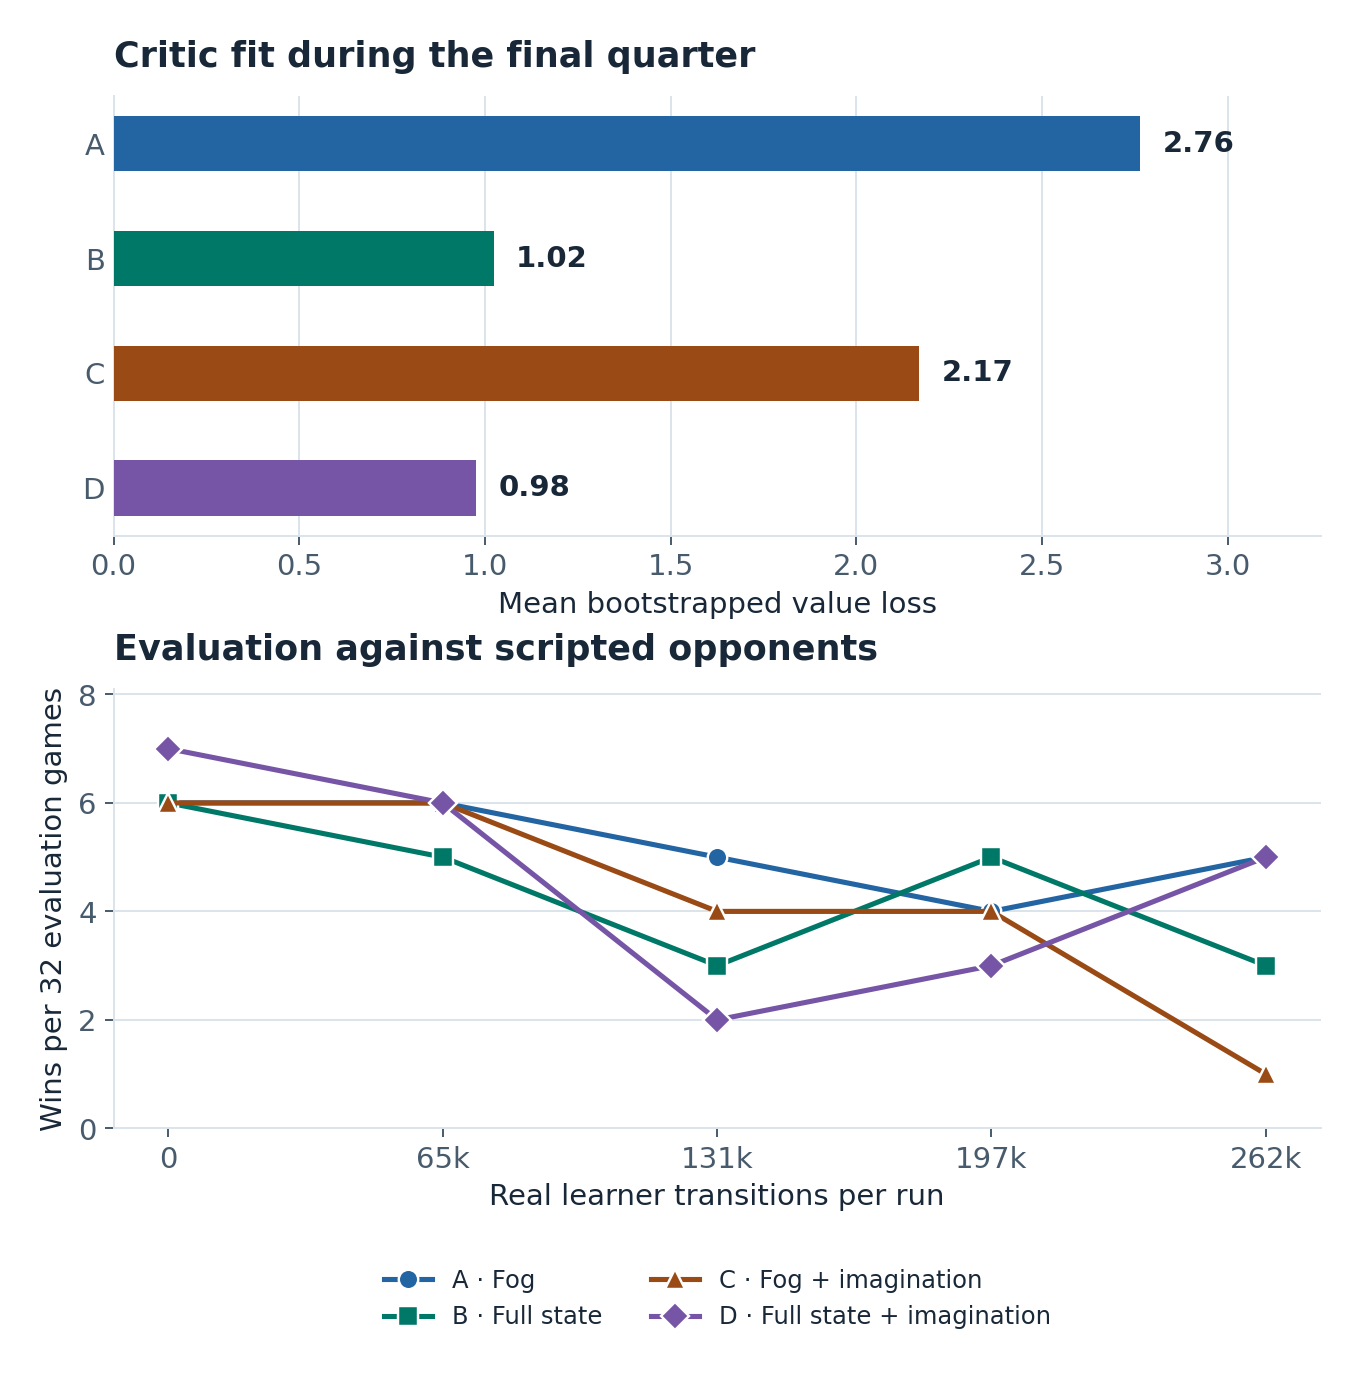 Critic fit during the final quarter
A
2.76
B
1.02
C
2.17
D
0.98
0.0 0.5 1.0 1.5 2.0 2.5 3.0
Mean bootstrapped value loss
Evaluation against scripted opponents
Wins per 32 evaluation games
8
6
4
2
0
0 65k 131k 197k 262k
Real learner transitions per run
A · Fog
B · Full state
C · Fog + imagination
D · Full state + imagination